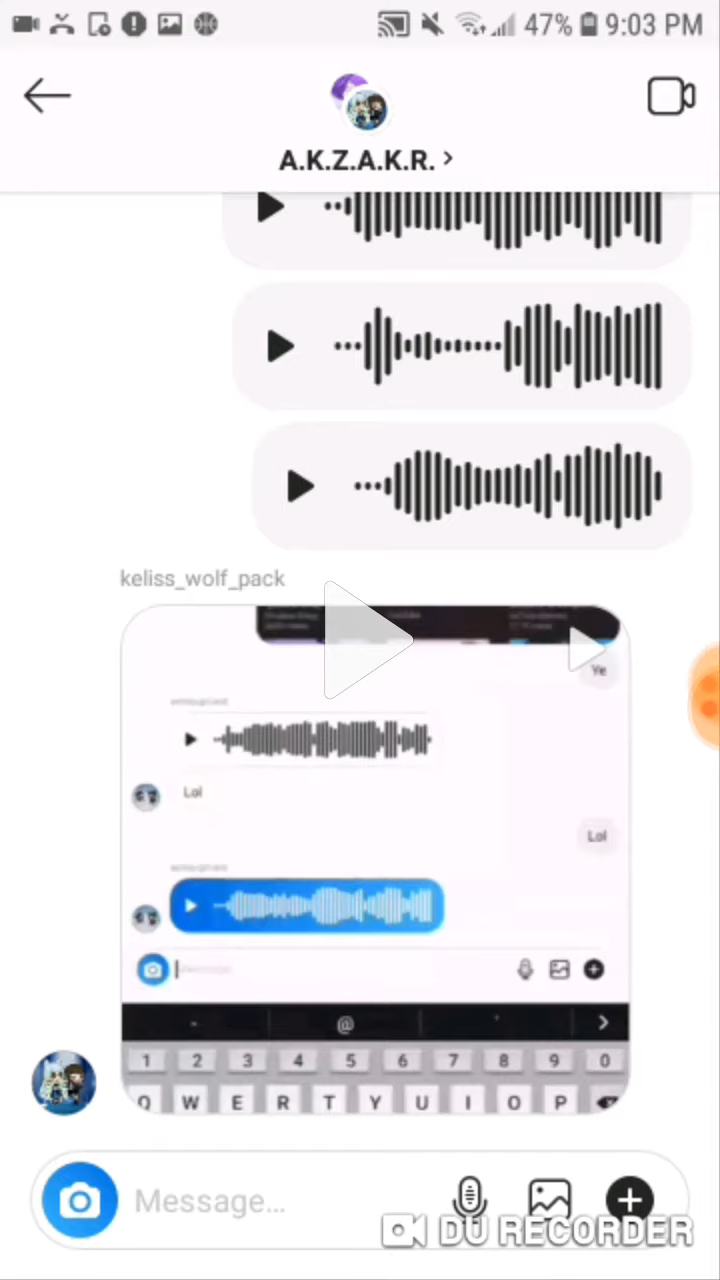 47% 9:03 PM
A.K.Z.A.K.R. >
keliss_wolf_pack
Ye
Lol
Lol
@
1 2 3 4 5 6 7 8 9 0
Q W E R T Y U I O P
Message...
DU RECORDER